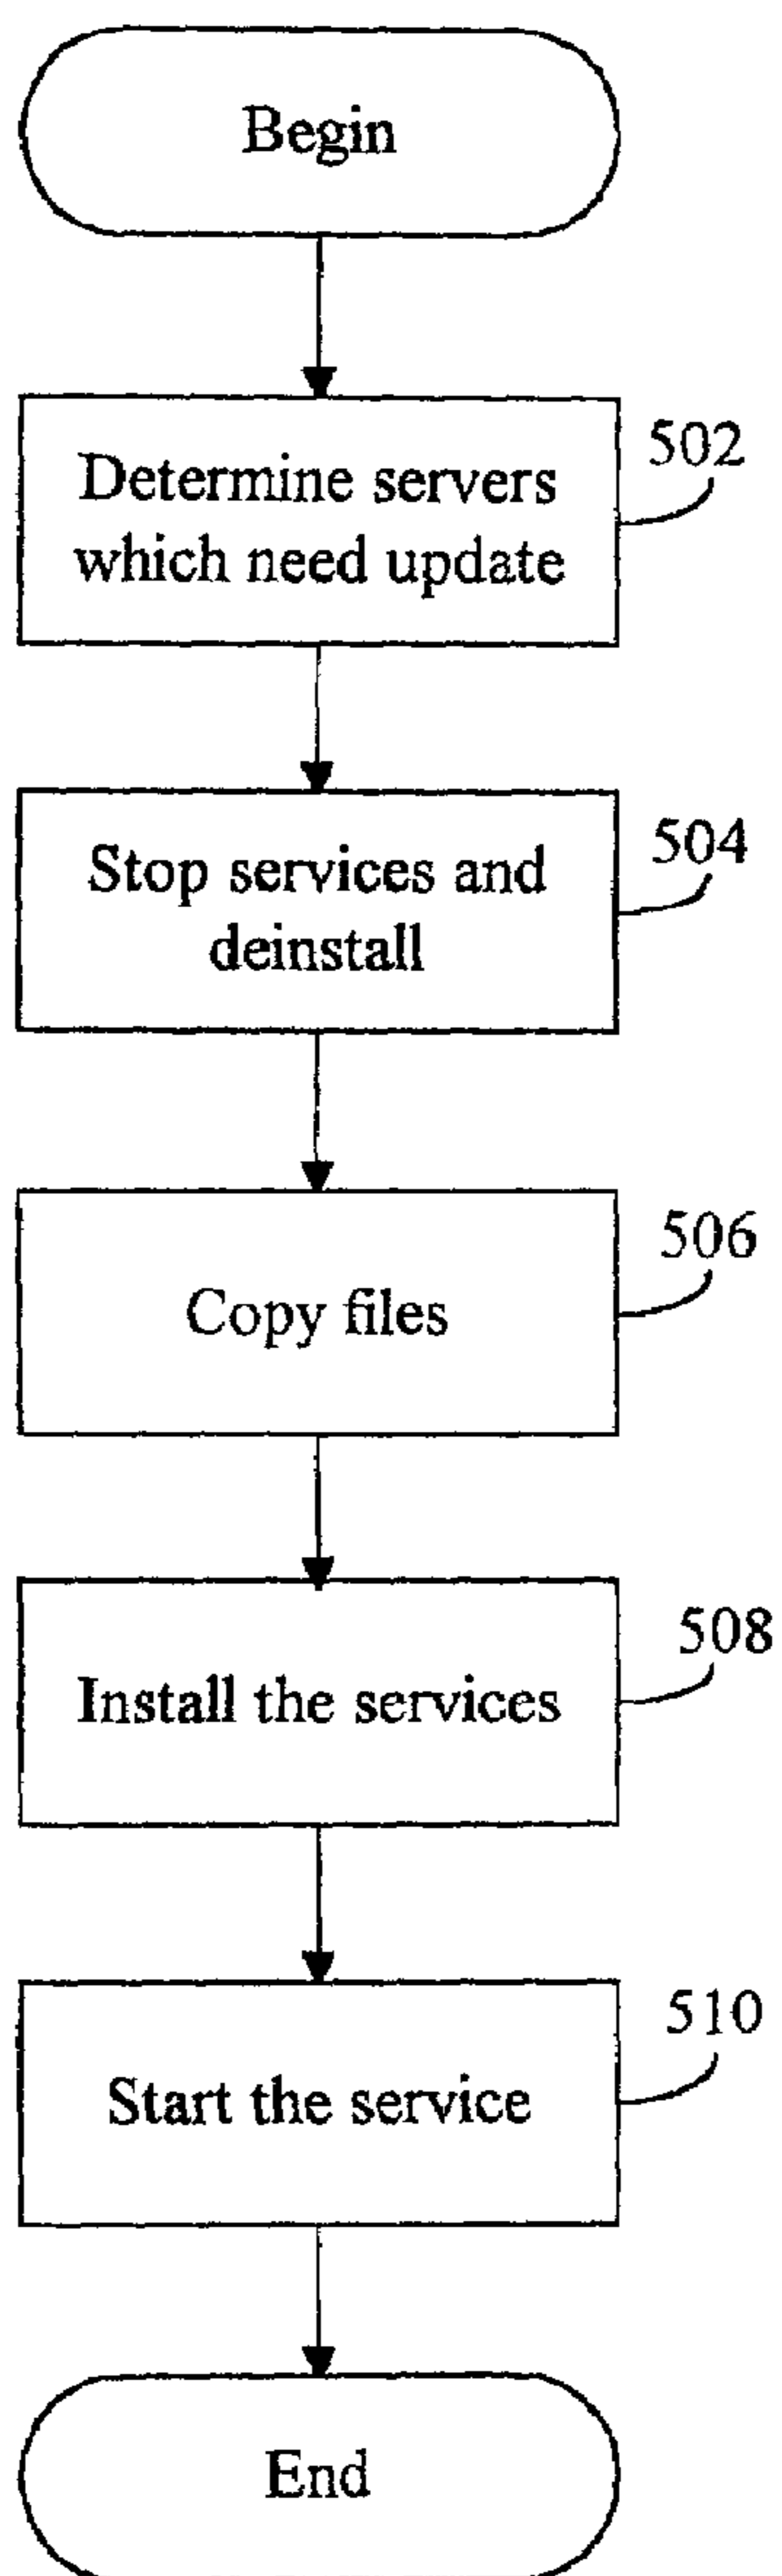 Begin
502
Determine servers
which need update
504
Stop services and
deinstall
506
Copy files
508
Install the services
510
Start the service
End